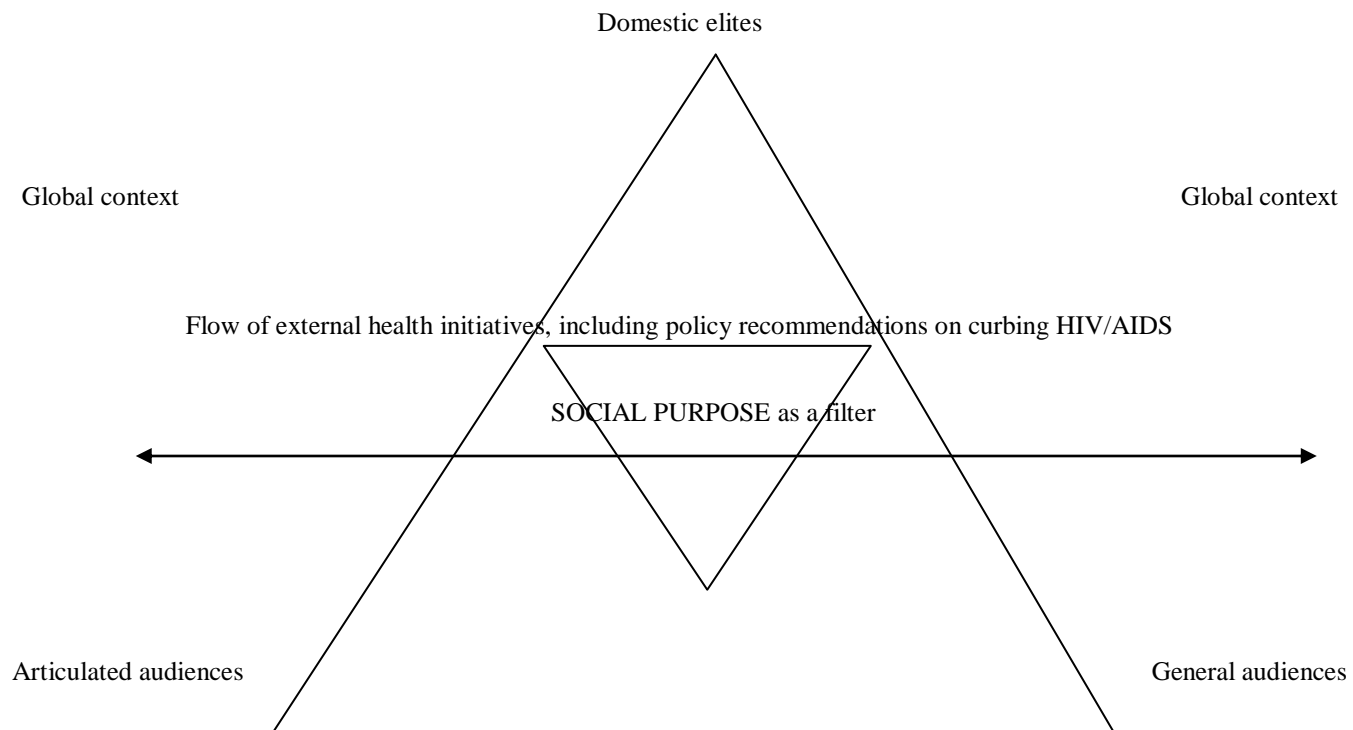 Domestic elites
Global context
Global context
Flow of external health initiatives, including policy recommendations on curbing HIV/AIDS
SOCIAL PURPOSE as a filter
Articulated audiences
General audiences